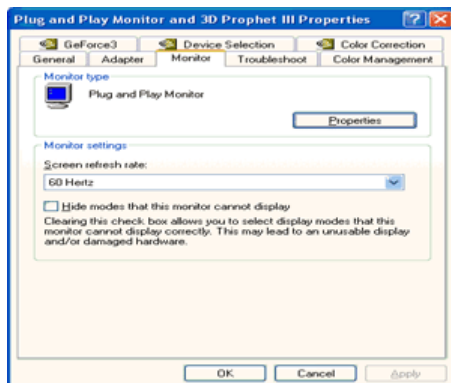 Plug and Play Monitor and 3D Prophet III Properties
GeForce3 Device Selection Color Correction
General Adapter Monitor Troubleshoot Color Management
Monitor type
Plug and Play Monitor
Properties
Monitor settings
Screen refresh rate:
60 Hertz
Hide modes that this monitor cannot display
Clearing this check box allows you to select display modes that this
monitor cannot display correctly. This may lead to an unusable display
and/or damaged hardware.
OK Cancel Apply